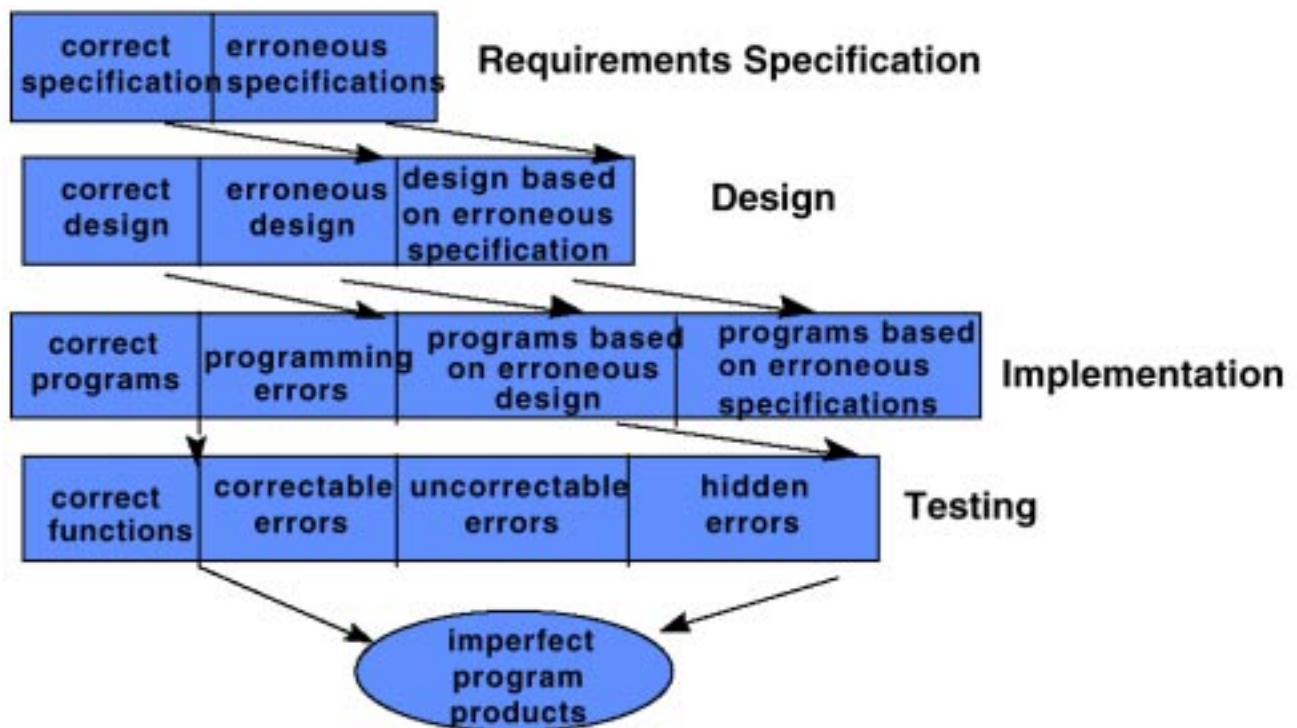 correct
specification
erroneous
specifications
Requirements Specification
correct
design
erroneous
design
design based
on erroneous
specification
Design
correct
programs
programming
errors
programs based
on erroneous
design
programs based
on erroneous
specifications
Implementation
correct
functions
correctable
errors
uncorrectable
errors
hidden
errors
Testing
imperfect
program
products